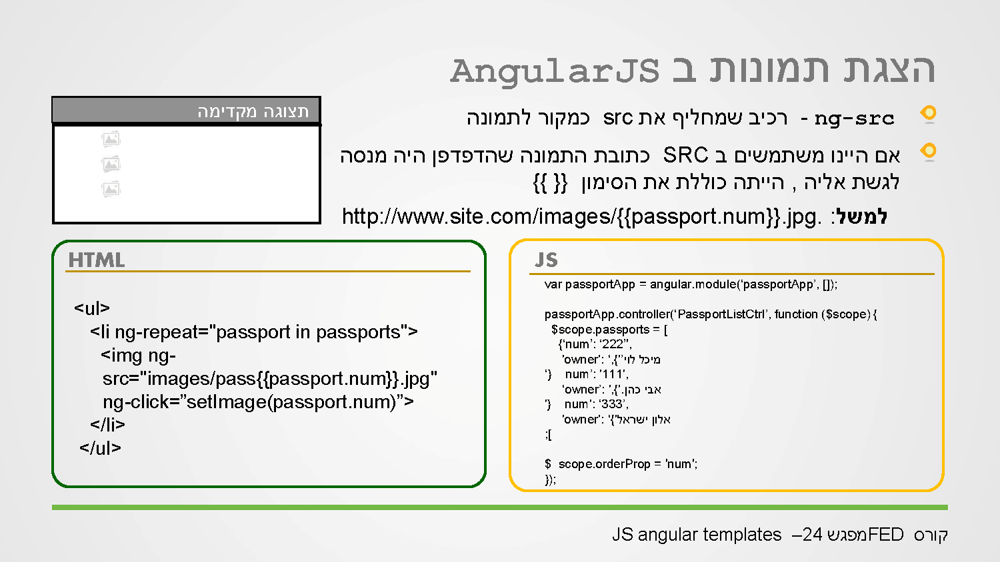 הצגת תמונות ב AngularJS
ng-src - רכיב שמחליף את src כמקור לתמונה
אם היינו משתמשים ב SRC כתובת התמונה שהדפדפן היה מנסה
לגשת אליה , הייתה כוללת את הסימון {{ }}
למשל: http://www.site.com/images/{{passport.num}}.jpg.
תצוגה מקדימה
JS
var passportApp = angular.module(‘passportApp’, []);
passportApp.controller(‘PassportListCtrl’, function ($scope) {
$scope.passports = [
{‘num’: ‘222’',
'owner': ‘מיכל לוי’'},
‘} num’: '111',
‘owner’: 'אבי כהן.'},
'} num': ‘333’,
'owner': ‘אלון ישראל'}
;[
$ scope.orderProp = 'num';
});
HTML
<ul>
<li ng-repeat="passport in passports">
<img ng-
src="images/pass{{passport.num}}.jpg"
ng-click=”setImage(passport.num)”>
</li>
</ul>
קורס FEDמפגש 24– JS angular templates